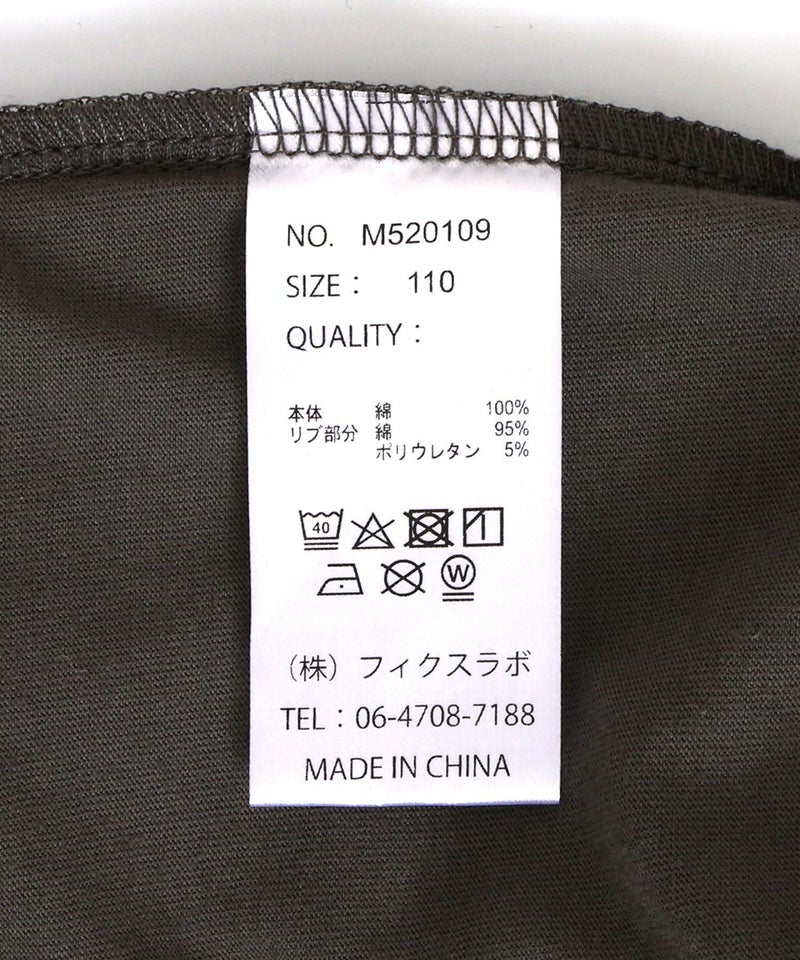 NO. M520109
SIZE： 110
QUALITY：
本体 綿 100%
リブ部分 綿 95%
ポリウレタン 5%
40
W
（株）フィクスラボ
TEL：06-4708-7188
MADE IN CHINA